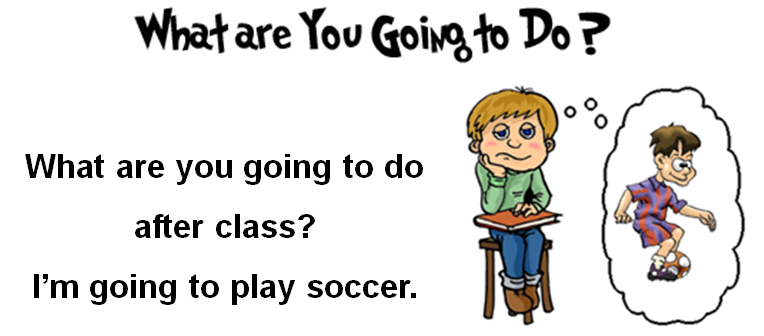 What are You Going to Do?
What are you going to do
after class?
I'm going to play soccer.